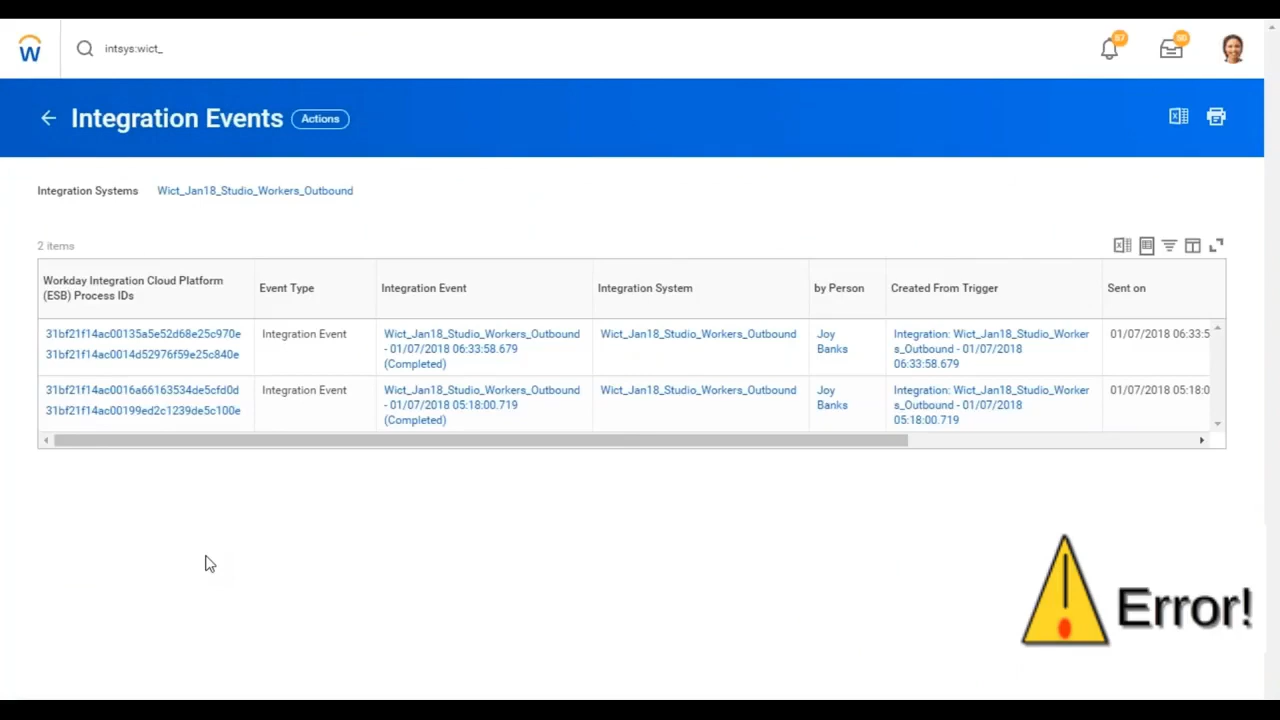 W
intsys:wict_
57
Integration Events
Actions
Integration Systems
Wict_Jan18_Studio_Workers_Outbound
2 items
Workday Integration Cloud Platform
(ESB) Process IDs
Event Type
Integration Event
Integration System
by Person
Created From Trigger
Sent on
31bf21f14ac00135a5e52d68e25c970e
31bf21f14ac0014d52976f59e25c840e
Integration Event
Wict_Jan18_Studio_Workers_Outbound
- 01/07/2018 06:33:58.679
(Completed)
Wict_Jan18_Studio_Workers_Outbound
Joy
Banks
Integration: Wict_Jan18_Studio_Worker
s_Outbound - 01/07/2018
06:33:58.679
01/07/2018 06:33:5
31bf21f14ac0016a66163534de5cfd0d
31bf21f14ac00199ed2c1239de5c100e
Integration Event
Wict_Jan18_Studio_Workers_Outbound
- 01/07/2018 05:18:00.719
(Completed)
Wict_Jan18_Studio_Workers_Outbound
Joy
Banks
Integration: Wict_Jan18_Studio_Worker
s_Outbound - 01/07/2018
05:18:00.719
01/07/2018 05:18:0
Error!